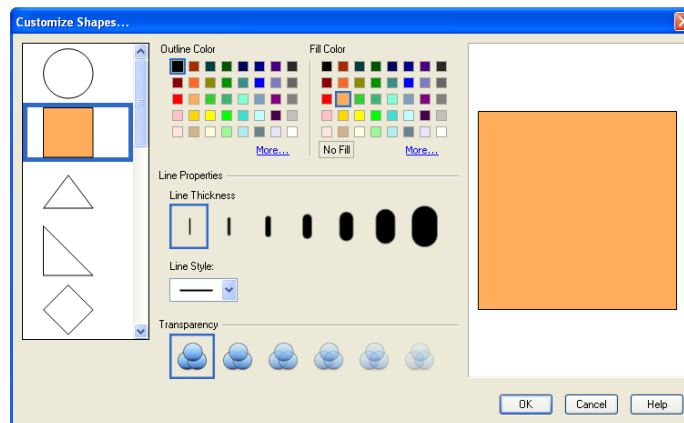 Customize Shapes...
Outline Color
Fill Color
More...
No Fill
More...
Line Properties
Line Thickness
Line Style:
Transparency
OK
Cancel
Help